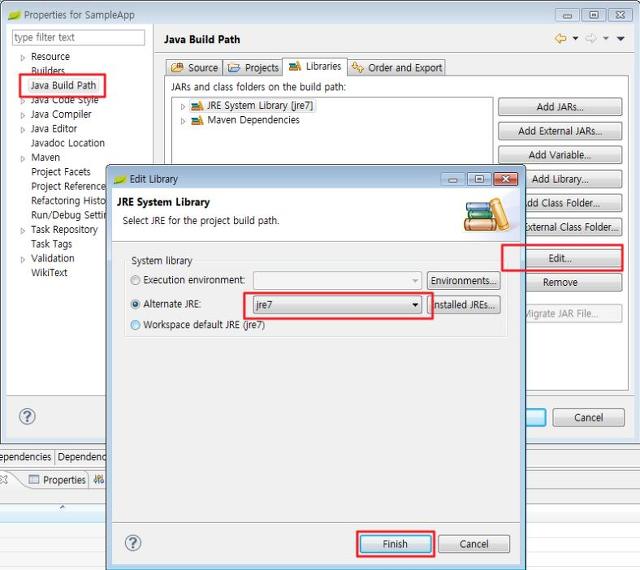 Properties for SampleApp
type filter text
Resource
Builders
Java Build Path
Java Code Style
Java Compiler
Java Editor
Javadoc Location
Maven
Project Facets
Project Reference
Refactoring Histo
Run/Debug Settin
Task Repository
Task Tags
Validation
WikiText
Java Build Path
Source
Projects
Libraries
Order and Export
JARs and class folders on the build path:
JRE System Library [jre7]
Maven Dependencies
Add JARs...
Add External JARs...
Add Variable...
Add Library...
Add Class Folder...
External Class Folder...
Edit...
Remove
Migrate JAR File...
Cancel
Edit Library
JRE System Library
Select JRE for the project build path.
System library
Execution environment:
Environments...
Alternate JRE:
jre7
Installed JREs...
Workspace default JRE (jre7)
Finish
Cancel
ependencies
Dependenc
Properties